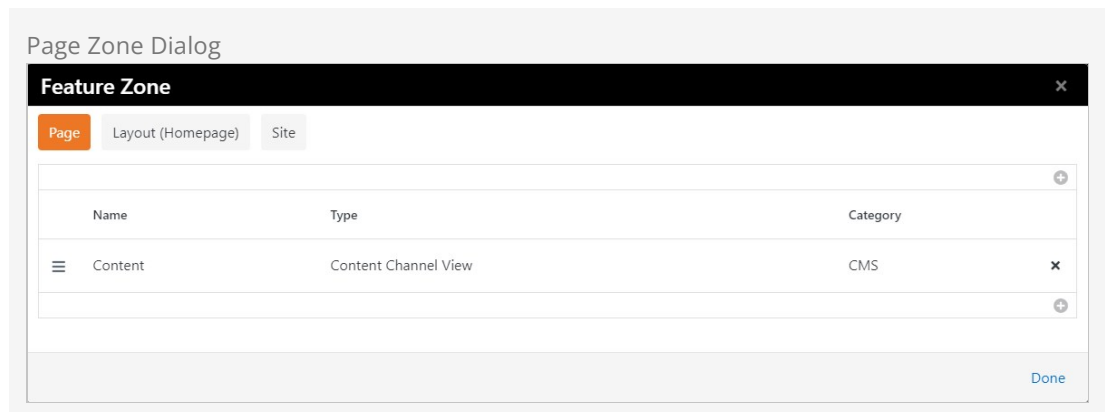 Page Zone Dialog
Feature Zone
Page Layout (Homepage) Site
Name Type Category
Content Content Channel View CMS
Done